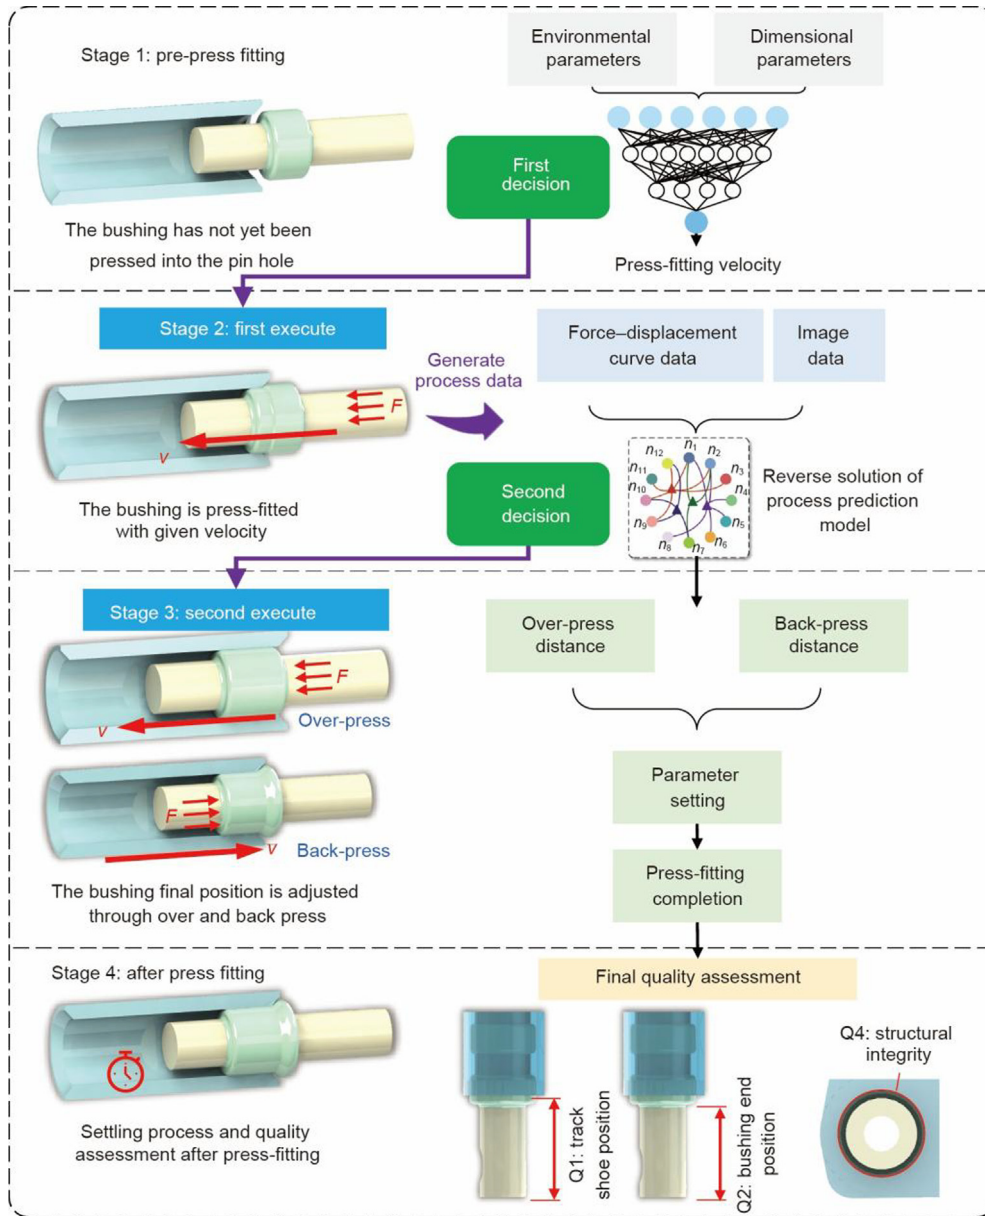 Stage 1: pre-press fitting
Environmental
parameters
Dimensional
parameters
First
decision
The bushing has not yet been
pressed into the pin hole
Press-fitting velocity
Stage 2: first execute
Generate
process data
Force–displacement
curve data
Image
data
F
v
The bushing is press-fitted
with given velocity
Second
decision
n1
n2
n3
n4
n5
n6
n7
n8
n9
n10
n11
n12
Reverse solution of
process prediction
model
Stage 3: second execute
F
v
Over-press
F
v
Back-press
The bushing final position is adjusted
through over and back press
Over-press
distance
Back-press
distance
Parameter
setting
Press-fitting
completion
Stage 4: after press fitting
Settling process and quality
assessment after press-fitting
Final quality assessment
Q1: track
shoe position
Q2: bushing end
position
Q4: structural
integrity